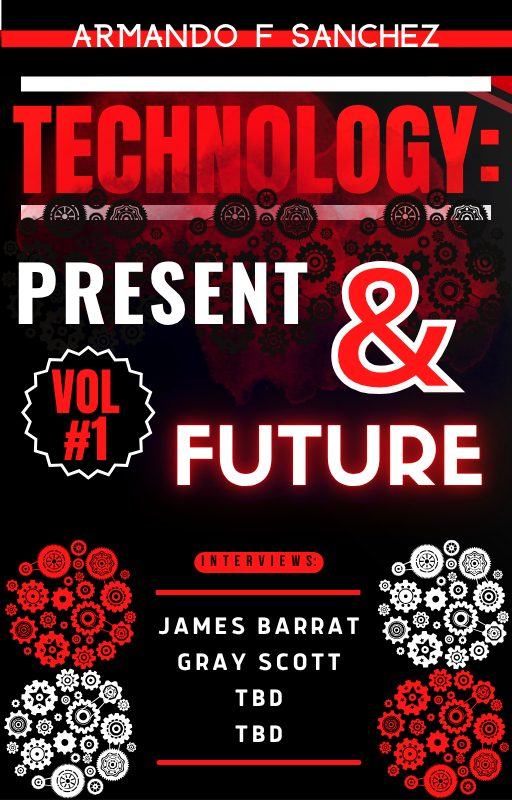 ARMANDO F SANCHEZ
TECHNOLOGY:
PRESENT
&
VOL
#1
FUTURE
INTERVIEWS:
JAMES BARRAT
GRAY SCOTT
TBD
TBD